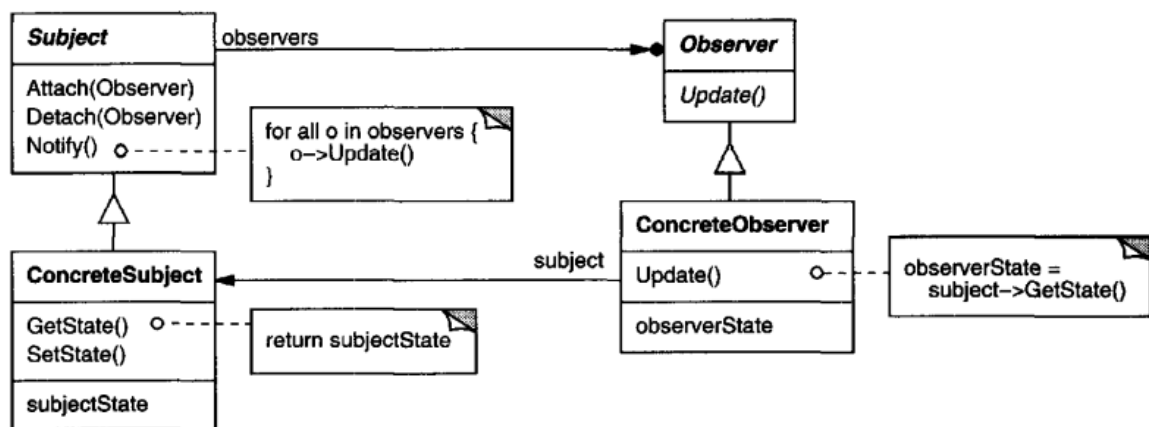 Subject
Attach(Observer)
Detach(Observer)
Notify()
observers
for all o in observers {
o->Update()
}
Observer
Update()
ConcreteSubject
GetState()
SetState()
subjectState
return subjectState
subject
ConcreteObserver
Update()
observerState
observerState =
subject->GetState()